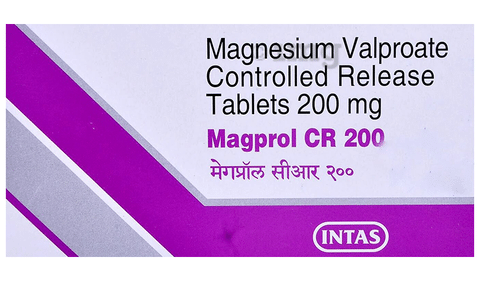 Magnesium Valproate
Controlled Release
Tablets 200 mg
Magprol CR 200
मेगप्रॉल सीआर २००
INTAS